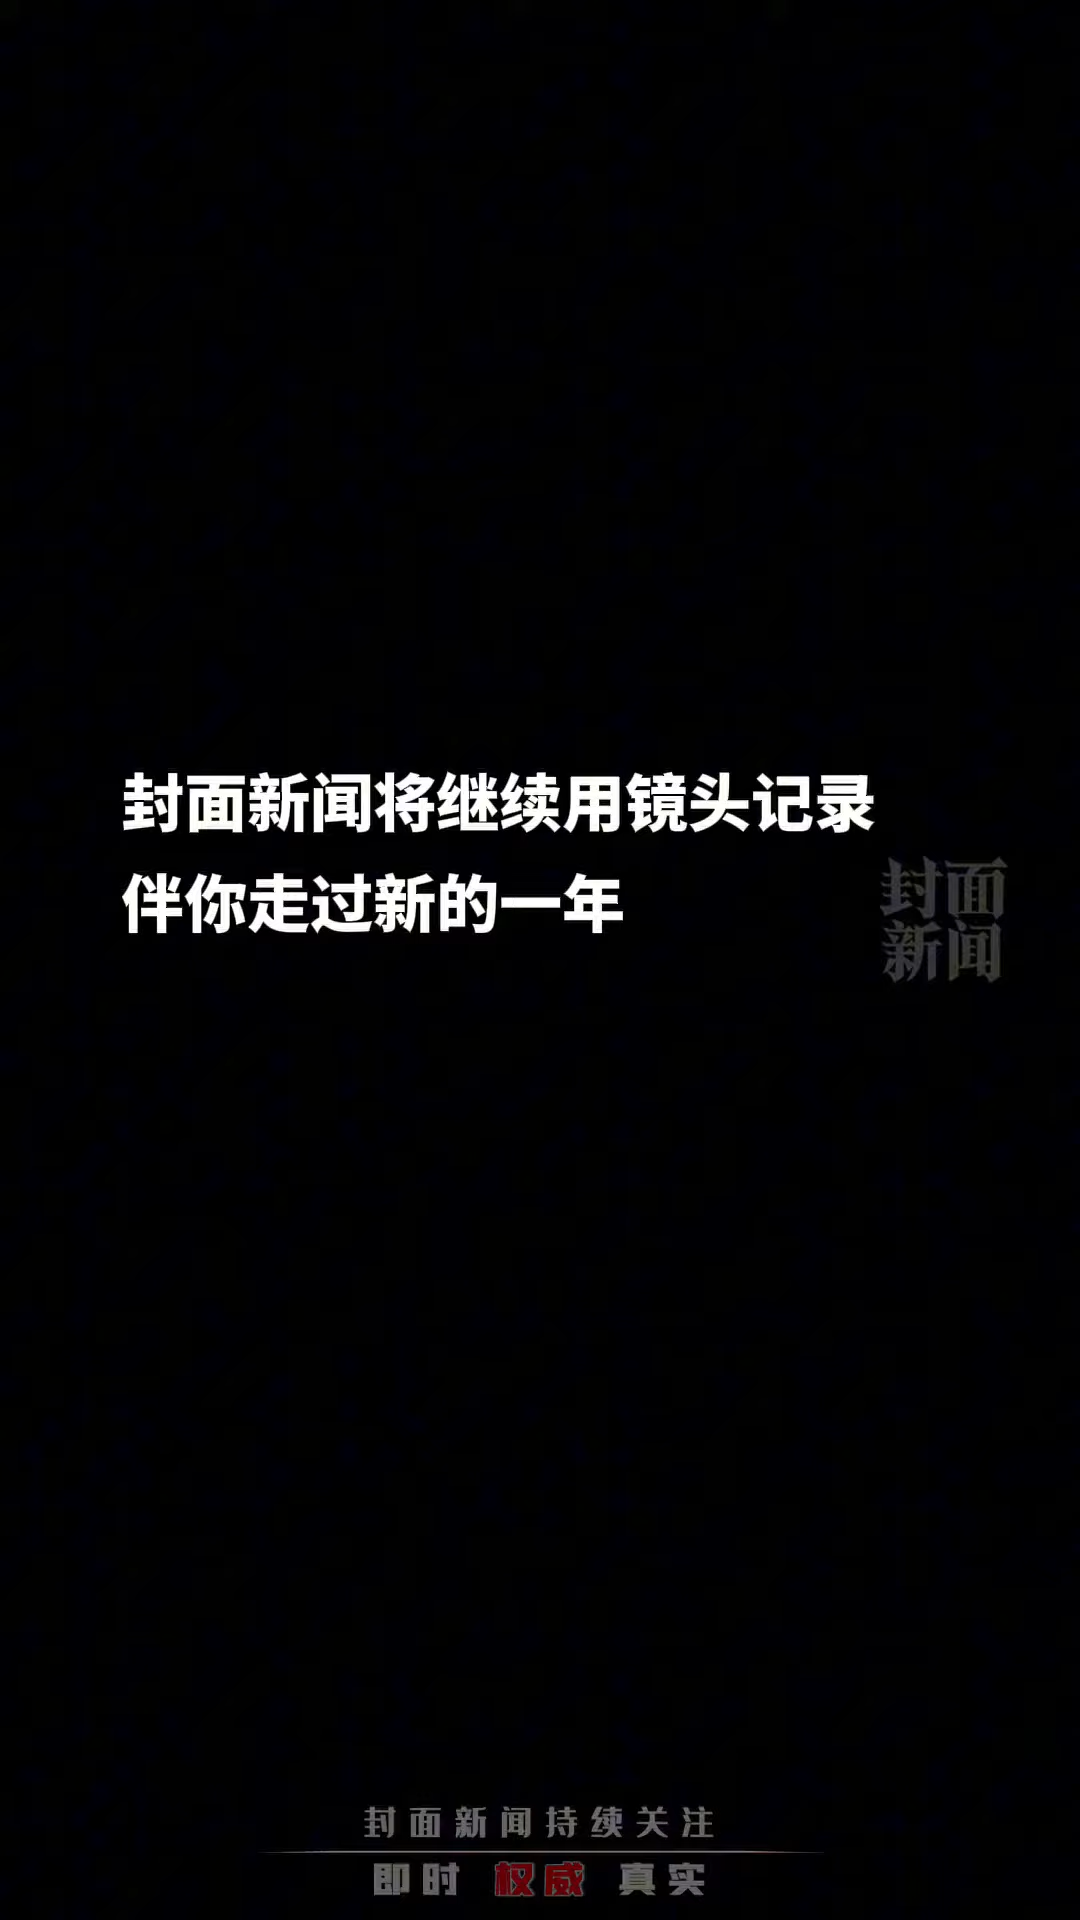 封面新闻将继续用镜头记录
伴你走过新的一年
封面
新闻
封面新闻持续关注
即时 权威 真实